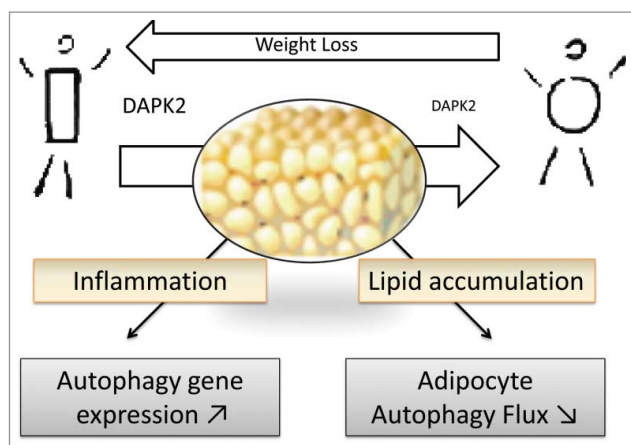 Weight Loss
DAPK2
DAPK2
Inflammation
Lipid accumulation
Autophagy gene
expression ↗
Adipocyte
Autophagy Flux ↘